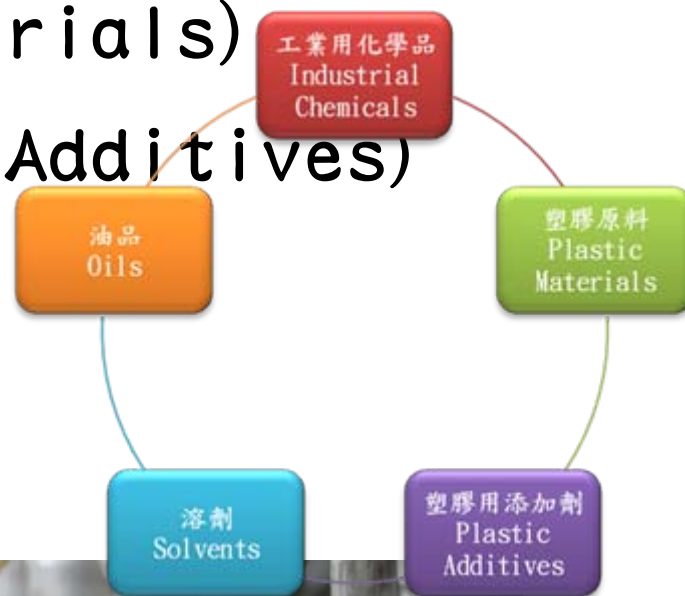 rials)
Additives)
工業用化學品
Industrial
Chemicals
油品
Oils
塑膠原料
Plastic
Materials
溶劑
Solvents
塑膠用添加劑
Plastic
Additives